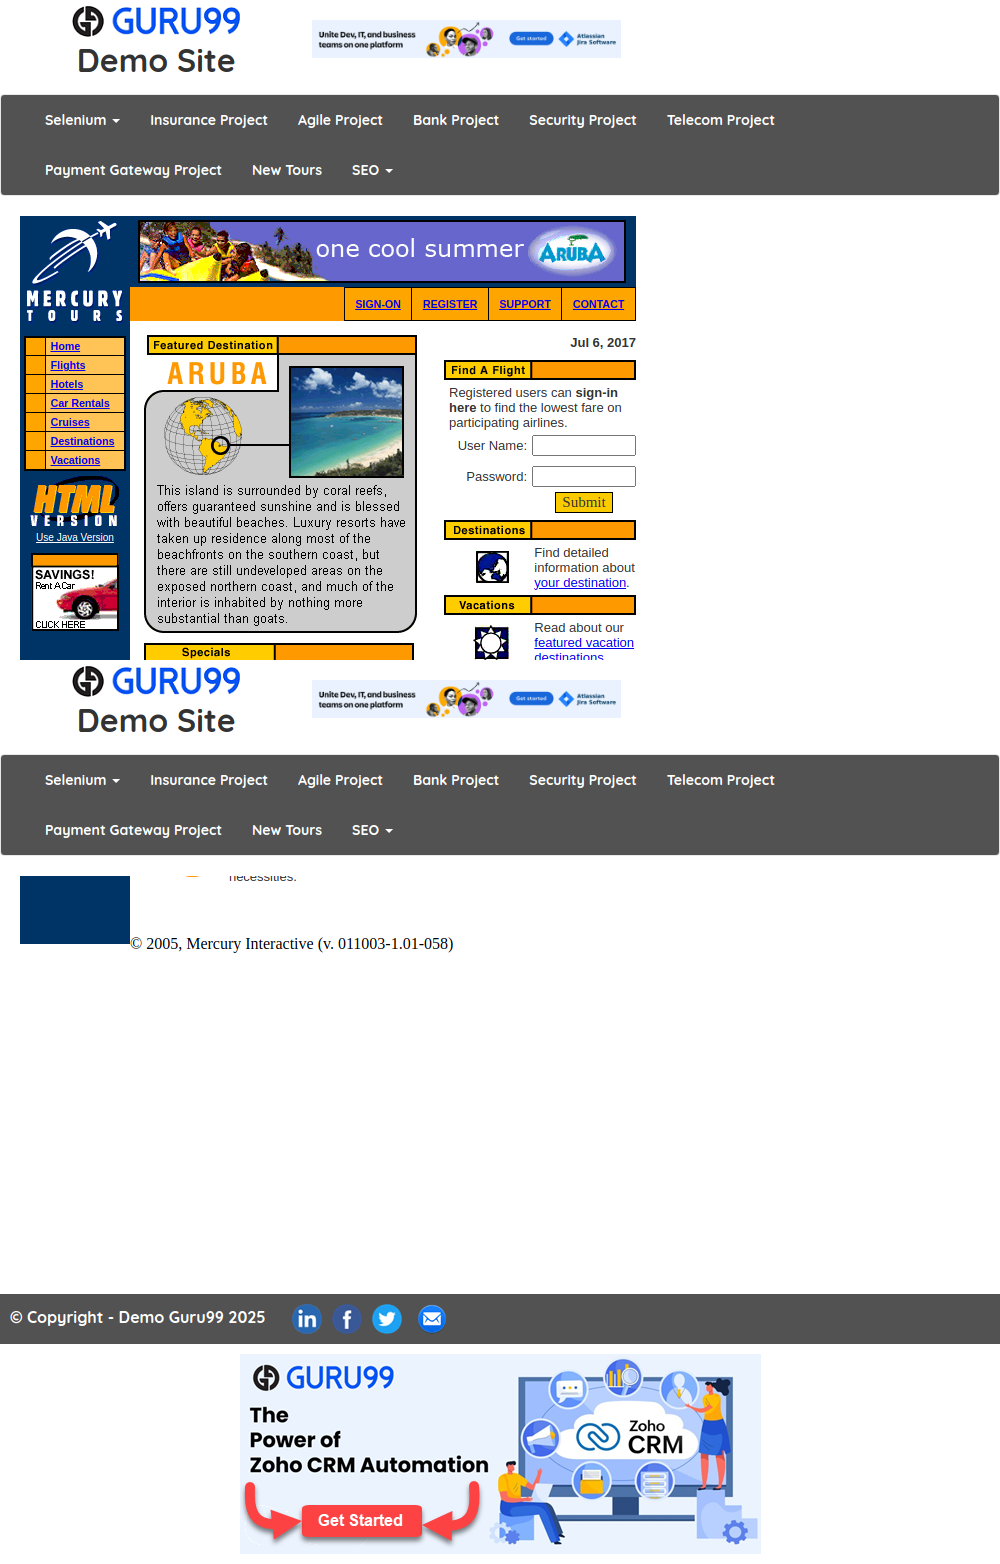 GURU99
Demo Site
Unite Dev, IT, and business
teams on one platform
Get started
Atlassian
Jira Software
Selenium
Insurance Project
Agile Project
Bank Project
Security Project
Telecom Project
Payment Gateway Project
New Tours
SEO
MERCURY
TOURS
one cool summer
ARUBA
SIGN-ON
REGISTER
SUPPORT
CONTACT
Home
Flights
Hotels
Car Rentals
Cruises
Destinations
Vacations
HTML
VERSION
Use Java Version
SAVINGS!
Rent A Car
CLICK HERE
Featured Destination
ARUBA
This island is surrounded by coral reefs,
offers guaranteed sunshine and is blessed
with beautiful beaches. Luxury resorts have
taken up residence along most of the
beachfronts on the southern coast, but
there are still undeveloped areas on the
exposed northern coast, and much of the
interior is inhabited by nothing more
substantial than goats.
Specials
Jul 6, 2017
Find A Flight
Registered users can sign-in
here to find the lowest fare on
participating airlines.
User Name:
Password:
Submit
Destinations
Find detailed
information about
your destination.
Vacations
Read about our
featured vacation
destinations
GURU99
Demo Site
Unite Dev, IT, and business
teams on one platform
Get started
Atlassian
Jira Software
Selenium
Insurance Project
Agile Project
Bank Project
Security Project
Telecom Project
Payment Gateway Project
New Tours
SEO
necessities.
© 2005, Mercury Interactive (v. 011003-1.01-058)
© Copyright - Demo Guru99 2025
GURU99
The
Power of
Zoho CRM Automation
Get Started
Zoho
CRM